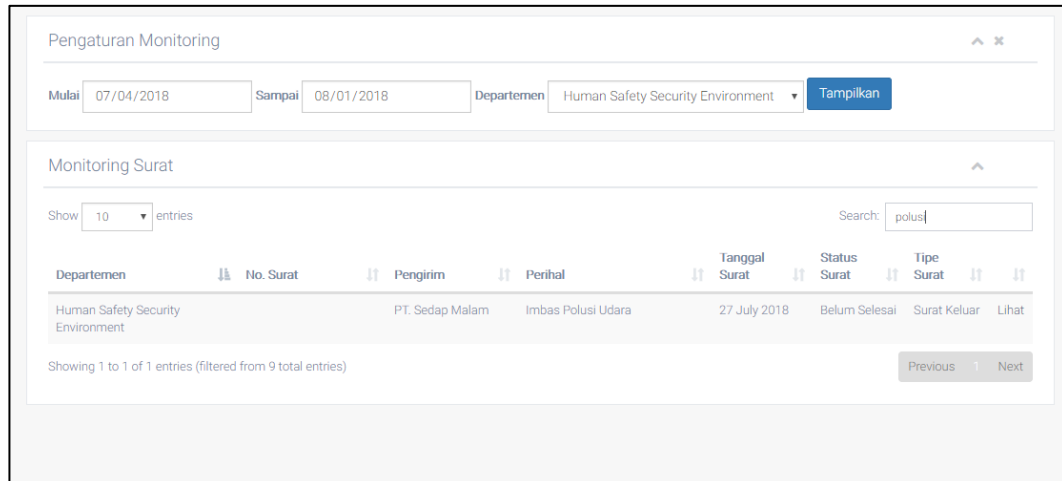 Pengaturan Monitoring
Mulai 07/04/2018 Sampai 08/01/2018 Departemen Human Safety Security Environment Tampilkan
Monitoring Surat
Show 10 entries Search: polusi
Departemen No. Surat Pengirim Perihal Tanggal Surat Status Surat Tipe Surat
Human Safety Security Environment PT. Sedap Malam Imbas Polusi Udara 27 July 2018 Belum Selesai Surat Keluar Lihat
Showing 1 to 1 of 1 entries (filtered from 9 total entries) Previous 1 Next